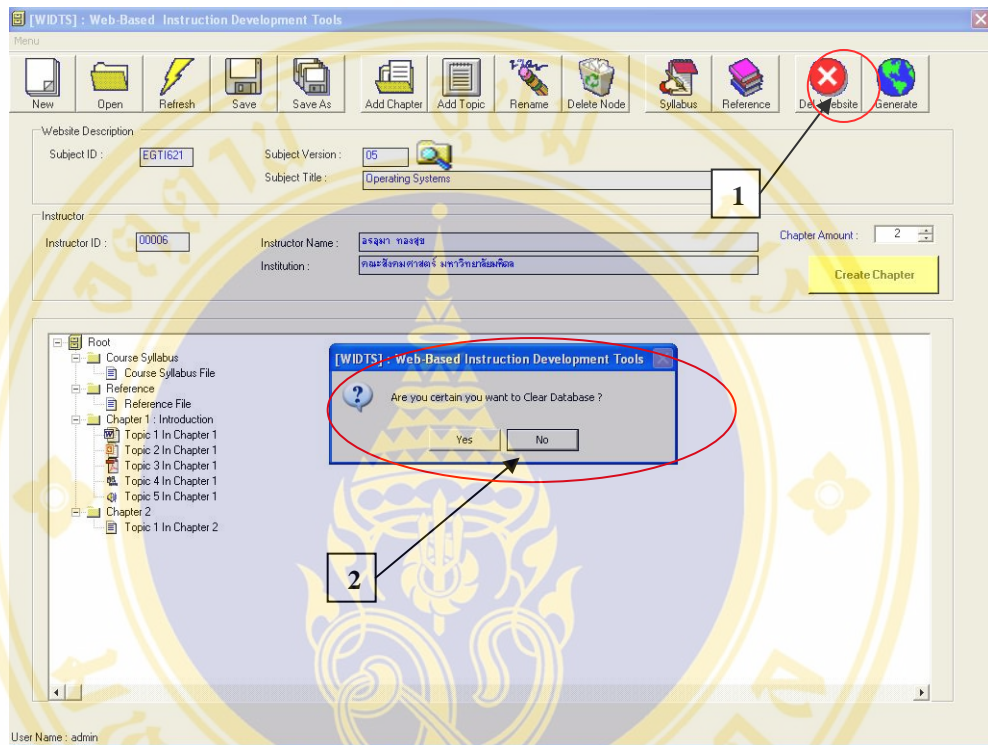 [WIDTS] : Web-Based Instruction Development Tools
Menu
New Open Refresh Save Save As Add Chapter Add Topic Rename Delete Node Syllabus Reference Del. Website Generate
1
Website Description
Subject ID : EGTI621 Subject Version : 05
Subject Title : Operating Systems
Instructor
Instructor ID : 00006 Instructor Name : อรอุมา ทองสุข Chapter Amount : 2
Institution : คณะสังคมศาสตร์ มหาวิทยาลัยมหิดล
Create Chapter
Root
Course Syllabus
Course Syllabus File
Reference
Reference File
Chapter 1 : Introduction
Topic 1 In Chapter 1
Topic 2 In Chapter 1
Topic 3 In Chapter 1
Topic 4 In Chapter 1
Topic 5 In Chapter 1
Chapter 2
Topic 1 In Chapter 2
[WIDTS] : Web-Based Instruction Development Tools
Are you certain you want to Clear Database ?
Yes No
2
User Name : admin